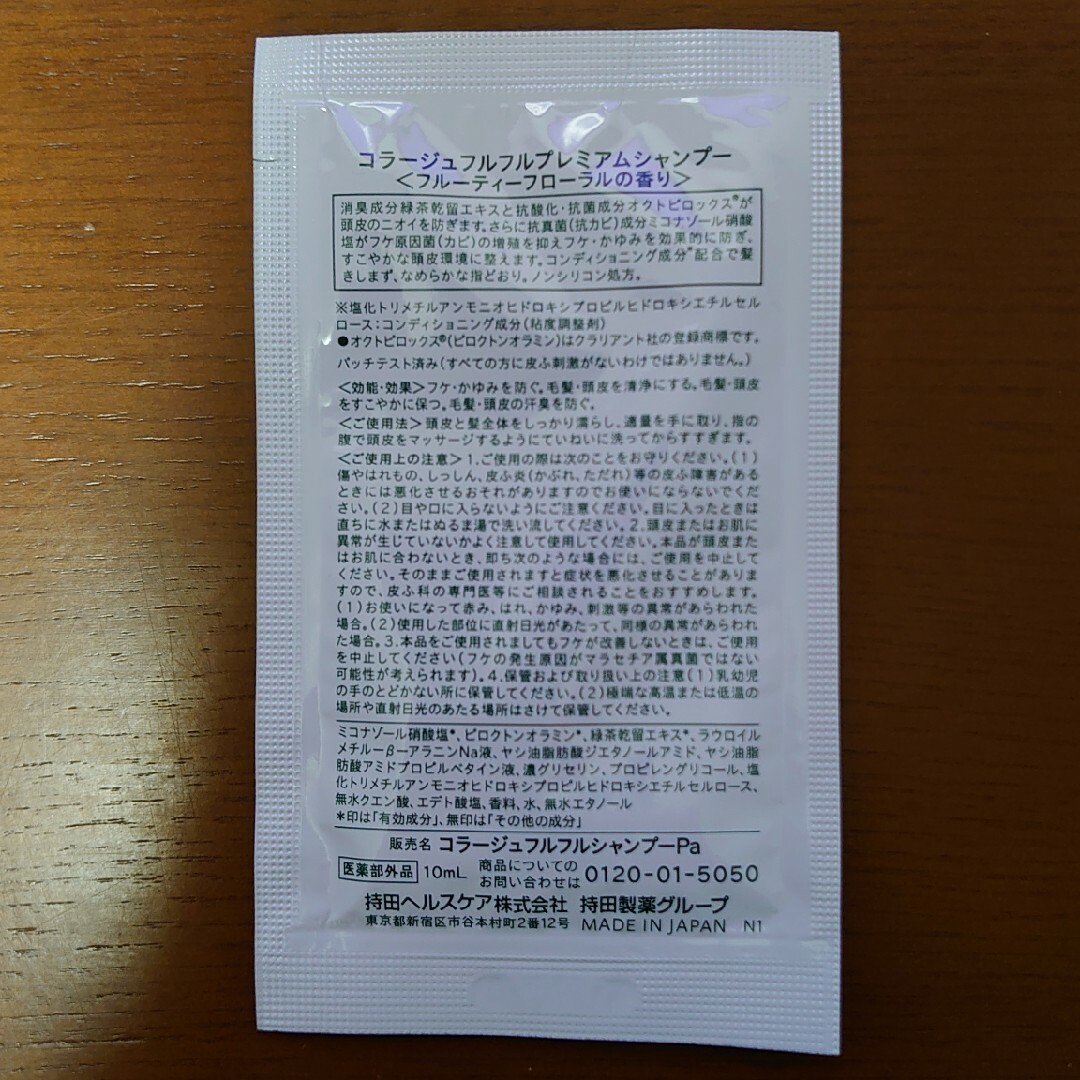 コラージュフルフルプレミアムシャンプー
＜フルーティーフローラルの香り＞
消臭成分緑茶乾留エキスと抗酸化・抗菌成分オクトピロックス®が
頭皮のニオイを防ぎます。さらに抗真菌(抗カビ)成分ミコナゾール硝酸
塩がフケ原因菌(カビ)の増殖を抑えフケ・かゆみを効果的に防ぎ、
すこやかな頭皮環境に整えます。コンディショニング成分※配合で髪
きしまず、なめらかな指どおり。ノンシリコン処方。
※塩化トリメチルアンモニオヒドロキシプロピルヒドロキシエチルセル
ロース：コンディショニング成分(粘度調整剤)
●オクトピロックス®(ピロクトンオラミン)はクラリアント社の登録商標です。
パッチテスト済み(すべての方に皮ふ刺激がないわけではありません。)
＜効能・効果＞フケ・かゆみを防ぐ。毛髪・頭皮を清浄にする。毛髪・頭皮
をすこやかに保つ。毛髪・頭皮の汗臭を防ぐ。
＜ご使用法＞頭皮と髪全体をしっかり濡らし、適量を手に取り、指の
腹で頭皮をマッサージするようにていねいに洗ってからすすぎます。
＜ご使用上の注意＞1.ご使用の際は次のことをお守りください。(1)
傷やはれもの、しっしん、皮ふ炎(かぶれ、ただれ)等の皮ふ障害がある
ときには悪化させるおそれがありますのでお使いにならないでくだ
さい。(2)目や口に入らないようにご注意ください。目に入ったときは
直ちに水またはぬるま湯で洗い流してください。2.頭皮またはお肌に
異常が生じていないかよく注意して使用してください。本品が頭皮また
はお肌に合わないとき、即ち次のような場合には、ご使用を中止して
ください。そのままご使用されますと症状を悪化させることがありま
すので、皮ふ科の専門医等にご相談されることをおすすめします。
(1)お使いになって赤み、はれ、かゆみ、刺激等の異常があらわれた
場合。(2)使用した部位に直射日光があたって、同様の異常があらわれ
た場合。3.本品をご使用されましてもフケが改善しないときは、ご使用
を中止してください(フケの発生原因がマラセチア属真菌ではない
可能性が考えられます)。4.保管および取り扱い上の注意(1)乳幼児
の手のとどかない所に保管してください。(2)極端な高温または低温の
場所や直射日光のあたる場所はさけて保管してください。
ミコナゾール硝酸塩*、ピロクトンオラミン*、緑茶乾留エキス*、ラウロイル
メチル－β－アラニンNa液、ヤシ油脂肪酸ジエタノールアミド、ヤシ油脂
肪酸アミドプロピルベタイン液、濃グリセリン、プロピレングリコール、塩
化トリメチルアンモニオヒドロキシプロピルヒドロキシエチルセルロース、
無水クエン酸、エデト酸塩、香料、水、無水エタノール
*印は「有効成分」、無印は「その他の成分」
販売名 コラージュフルフルシャンプーPa
医薬部外品 10mL 商品についての
お問い合わせは 0120-01-5050
持田ヘルスケア株式会社 持田製薬グループ
東京都新宿区市谷本村町2番12号 MADE IN JAPAN N1